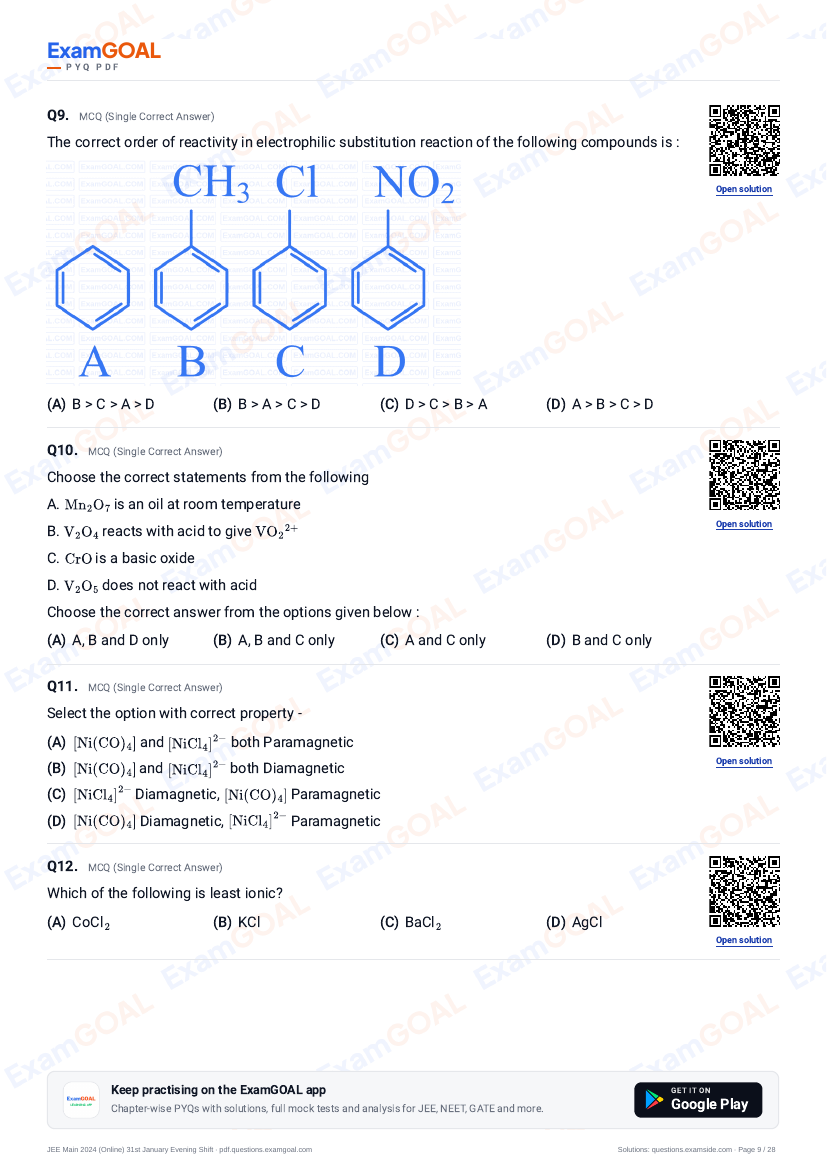 ExamGOAL
PYQ PDF
Q9. MCQ (Single Correct Answer)
The correct order of reactivity in electrophilic substitution reaction of the following compounds is :
Open solution
CH₃ Cl NO₂
A B C D
(A) B > C > A > D (B) B > A > C > D (C) D > C > B > A (D) A > B > C > D
Q10. MCQ (Single Correct Answer)
Choose the correct statements from the following
Open solution
A. Mn₂O₇ is an oil at room temperature
B. V₂O₄ reacts with acid to give VO₂²⁺
C. CrO is a basic oxide
D. V₂O₅ does not react with acid
Choose the correct answer from the options given below :
(A) A, B and D only (B) A, B and C only (C) A and C only (D) B and C only
Q11. MCQ (Single Correct Answer)
Select the option with correct property -
Open solution
(A) [Ni(CO)₄] and [NiCl₄]²⁻ both Paramagnetic
(B) [Ni(CO)₄] and [NiCl₄]²⁻ both Diamagnetic
(C) [NiCl₄]²⁻ Diamagnetic, [Ni(CO)₄] Paramagnetic
(D) [Ni(CO)₄] Diamagnetic, [NiCl₄]²⁻ Paramagnetic
Q12. MCQ (Single Correct Answer)
Which of the following is least ionic?
(A) CoCl₂ (B) KCl (C) BaCl₂ (D) AgCl
Open solution
Keep practising on the ExamGOAL app
Chapter-wise PYQs with solutions, full mock tests and analysis for JEE, NEET, GATE and more.
GET IT ON
Google Play
JEE Main 2024 (Online) 31st January Evening Shift · pdf.questions.examgoal.com
Solutions: questions.examside.com · Page 9 / 28